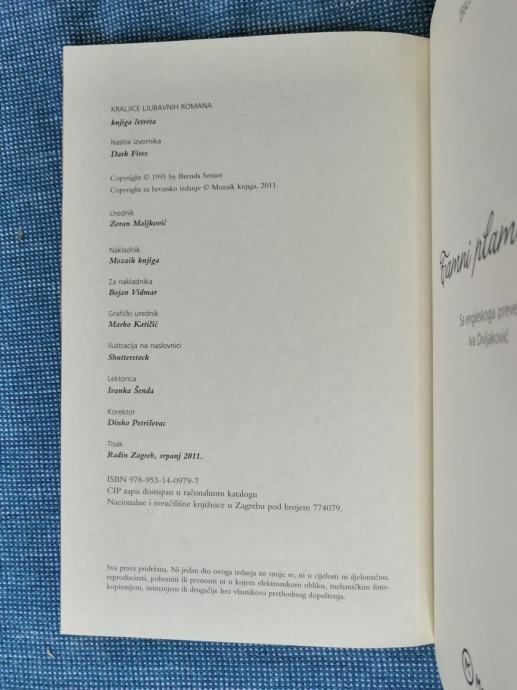 KRALJICE LJUBAVNIH ROMANA
knjiga četvrta
Naslov izvornika
Dark Fires
Copyright © 1991 by Brenda Senior
Copyright za hrvatsko izdanje © Mozaik knjiga, 2011.
Urednik
Zoran Maljković
Nakladnik
Mozaik knjiga
Za nakladnika
Bojan Vidmar
Grafički urednik
Marko Katičić
Ilustracija na naslovnici
Shutterstock
Lektorica
Ivanka Šenda
Korektor
Dinko Petriševac
Tisak
Radin Zagreb, srpanj 2011.
ISBN 978-953-14-0979-7
CIP zapis dostupan u računalnom katalogu
Nacionalne i sveučilišne knjižnice u Zagrebu pod brojem 774079.
Sva prava pridržana. Ni jedan dio ovoga izdanja ne smije se, ni u cijelosti ni djelomično,
reproducirati, pohraniti ili prenositi ni u kojem elektronskom obliku, mehaničkim foto-
kopiranjem, snimanjem ili drugačije bez vlasnikova prethodnog dopuštenja.
Tamni plam
Sa engleskoga preve
Iva Divljaković